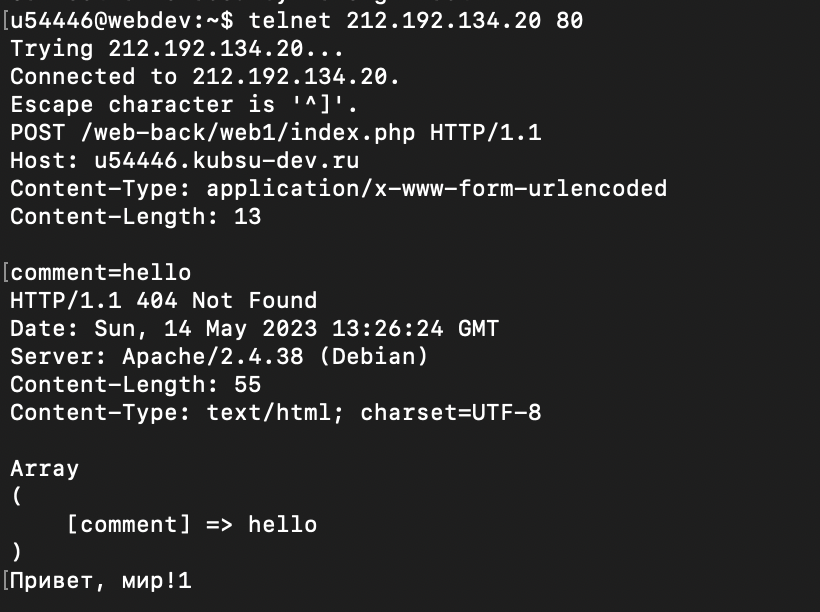 [u54446@webdev:~$ telnet 212.192.134.20 80
Trying 212.192.134.20...
Connected to 212.192.134.20.
Escape character is '^]'.
POST /web-back/web1/index.php HTTP/1.1
Host: u54446.kubsu-dev.ru
Content-Type: application/x-www-form-urlencoded
Content-Length: 13

[comment=hello
HTTP/1.1 404 Not Found
Date: Sun, 14 May 2023 13:26:24 GMT
Server: Apache/2.4.38 (Debian)
Content-Length: 55
Content-Type: text/html; charset=UTF-8

Array
(
    [comment] => hello
)
[Привет, мир!1